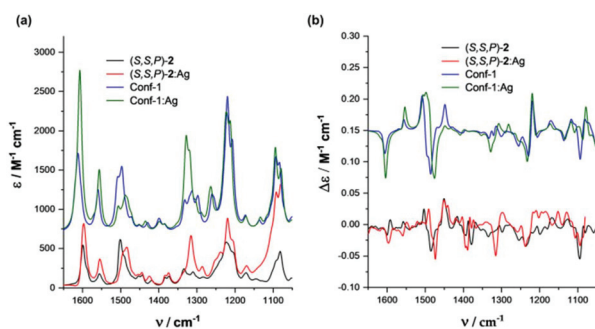 (a)
(S,S,P)-2
(S,S,P)-2:Ag
Conf-1
Conf-1:Ag
ε / M⁻¹ cm⁻¹
3000
2500
2000
1500
1000
500
0
1600 1500 1400 1300 1200 1100
ν / cm⁻¹
(b)
(S,S,P)-2
(S,S,P)-2:Ag
Conf-1
Conf-1:Ag
Δε / M⁻¹ cm⁻¹
0.25
0.20
0.15
0.10
0.05
0.00
-0.05
-0.10
1600 1500 1400 1300 1200 1100
ν / cm⁻¹